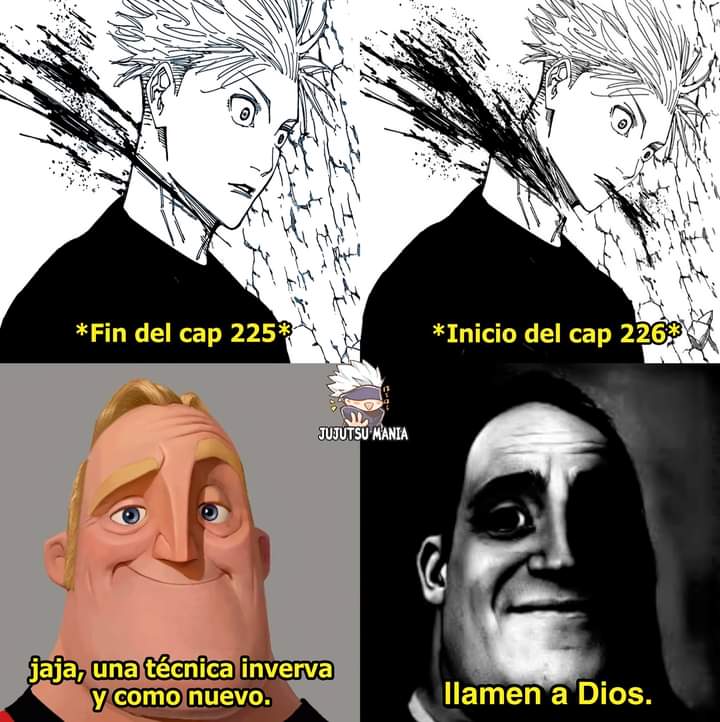 *Fin del cap 225*
*Inicio del cap 226*
JUJUTSU MANIA
jaja, una técnica inverva
y como nuevo.
llamen a Dios.